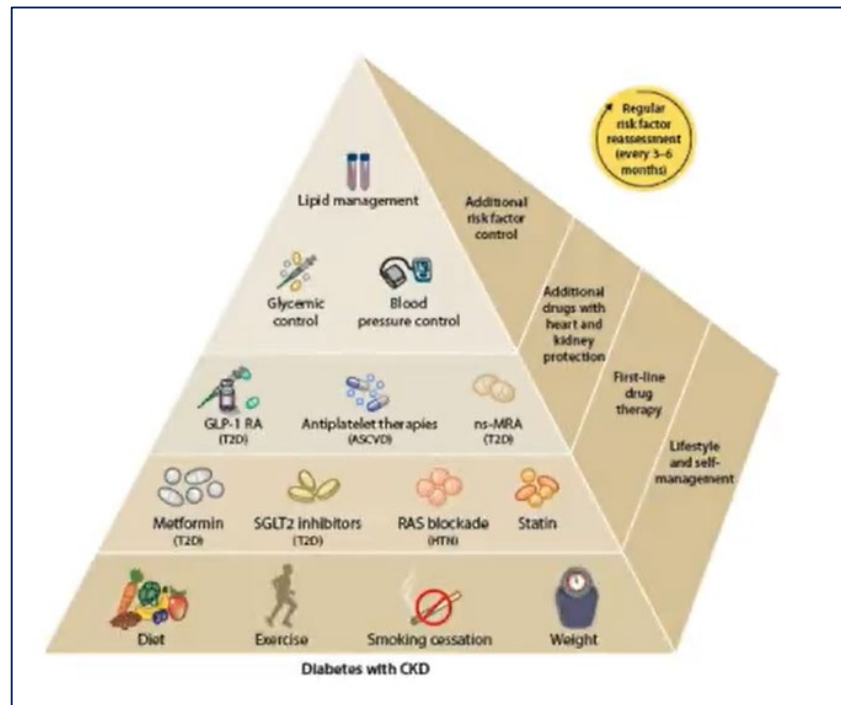 Regular
risk factor
reassessment
(every 3–6
months)
Lipid management
Additional
risk factor
control
Glycemic
control
Blood
pressure control
Additional
drugs with
heart and
kidney
protection
GLP-1 RA
(T2D)
Antiplatelet therapies
(ASCVD)
ns-MRA
(T2D)
First-line
drug
therapy
Metformin
(T2D)
SGLT2 inhibitors
(T2D)
RAS blockade
(HTN)
Statin
Lifestyle
and self-
management
Diet
Exercise
Smoking cessation
Weight
Diabetes with CKD